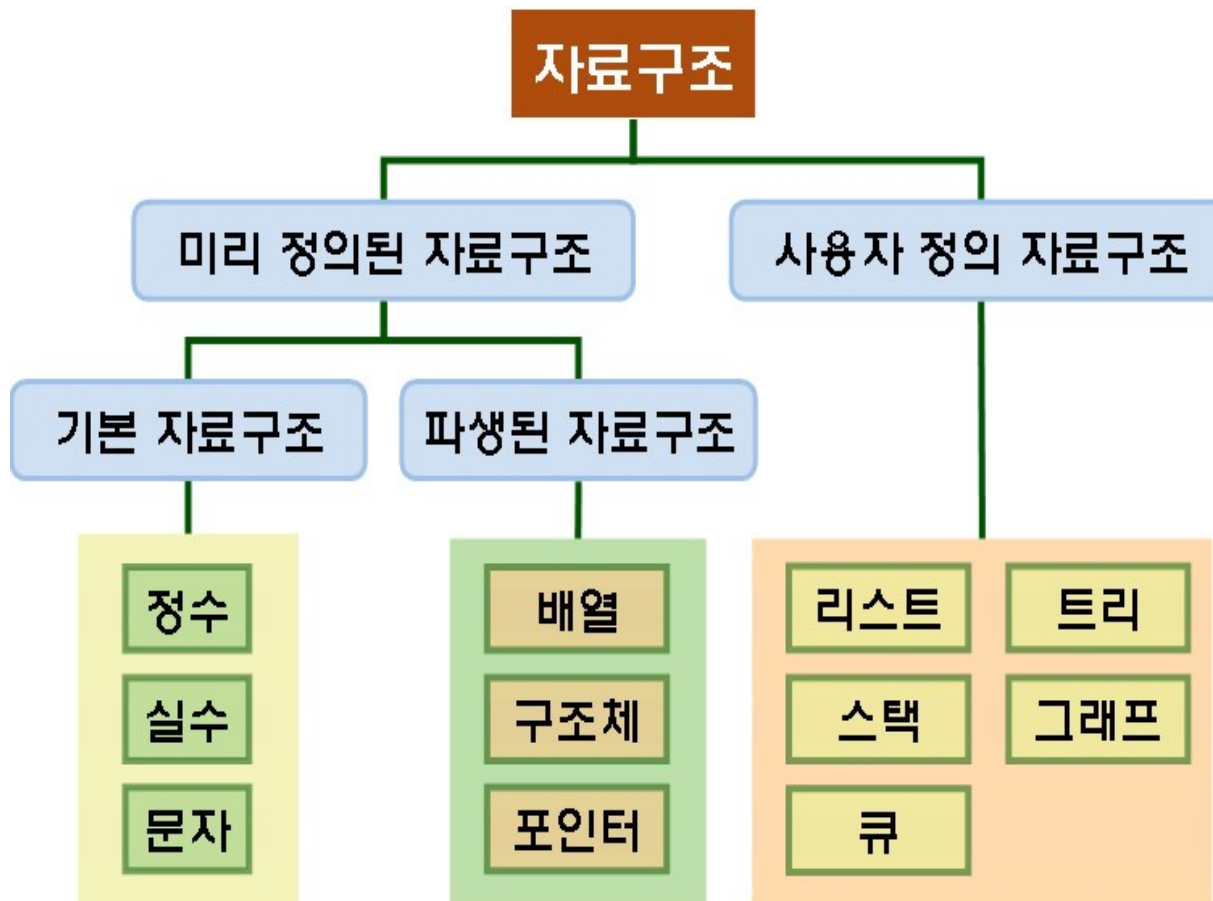 자료구조
미리 정의된 자료구조
사용자 정의 자료구조
기본 자료구조
파생된 자료구조
정수
실수
문자
배열
구조체
포인터
리스트
트리
스택
그래프
큐